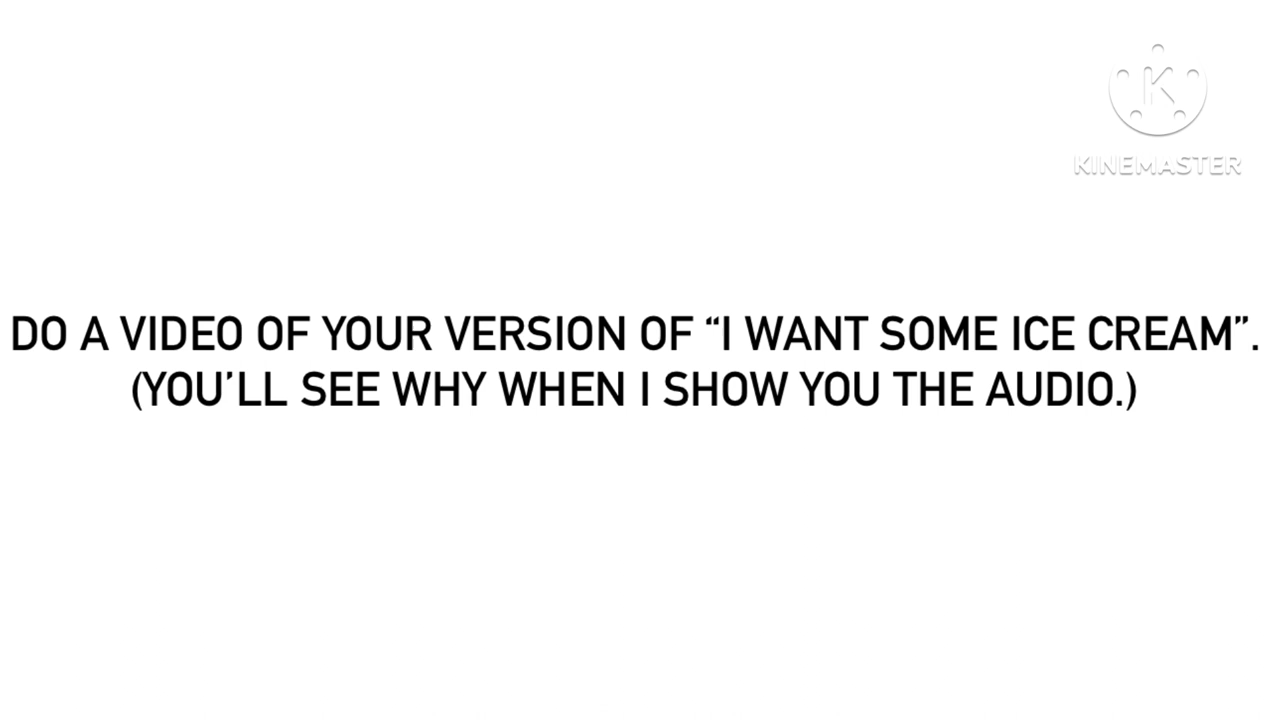 KINEMASTER
DO A VIDEO OF YOUR VERSION OF “I WANT SOME ICE CREAM”.
(YOU’LL SEE WHY WHEN I SHOW YOU THE AUDIO.)